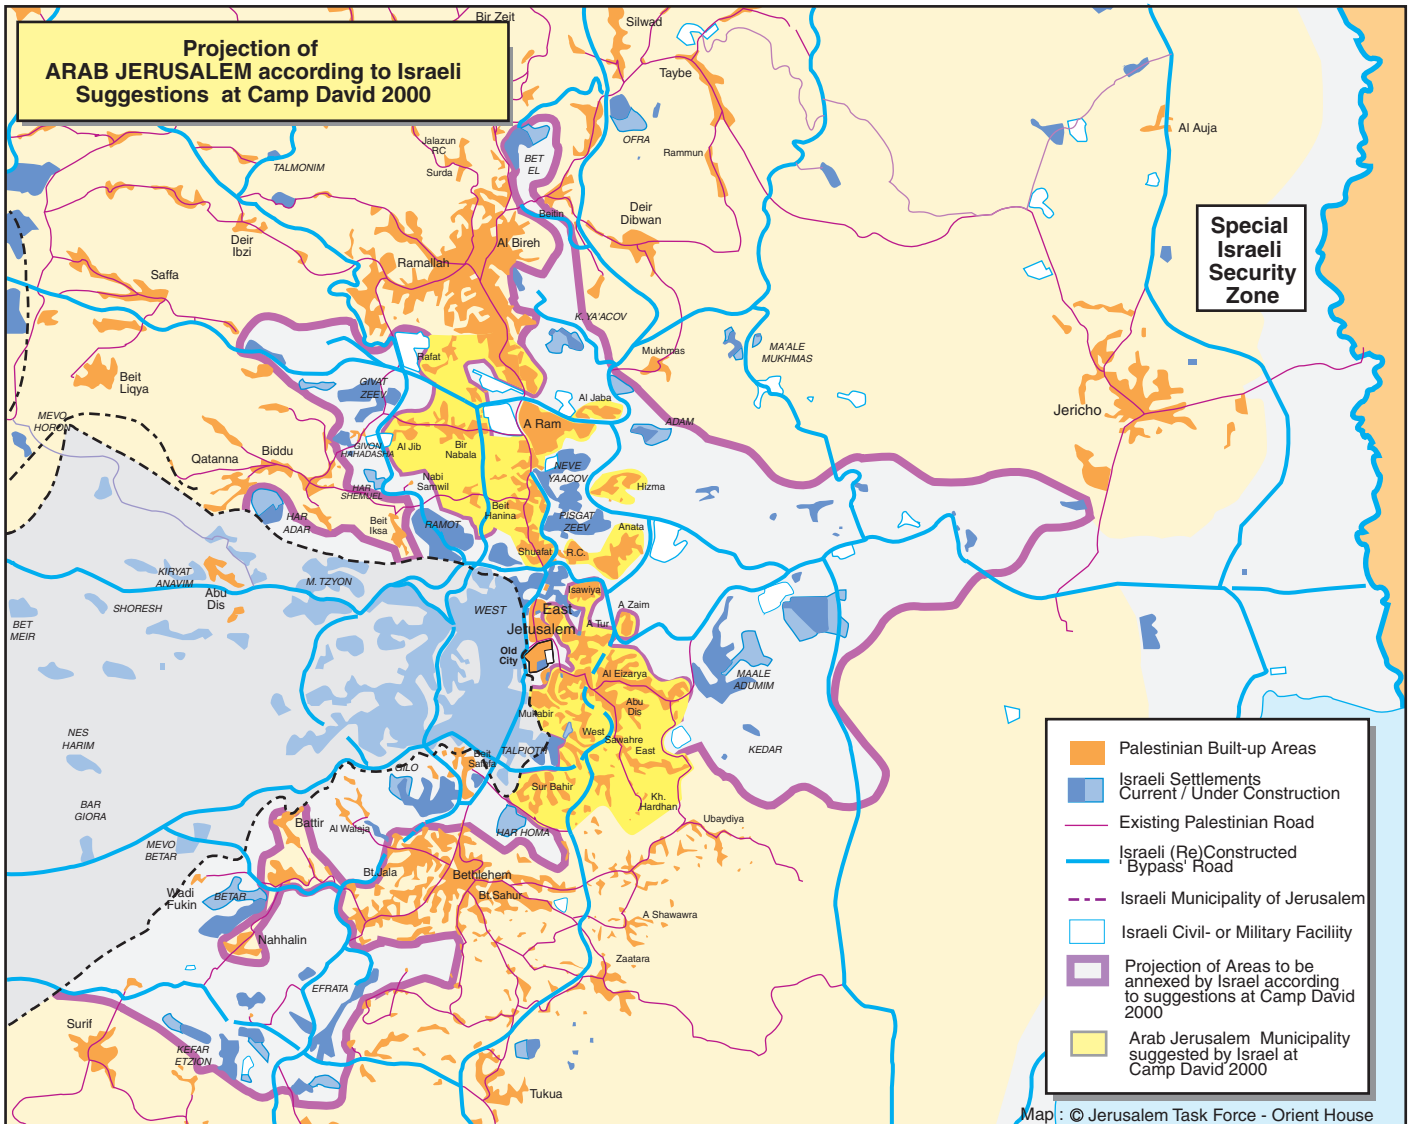 Projection of
ARAB JERUSALEM according to Israeli
Suggestions at Camp David 2000
Bir Zeit
Silwad
Taybe
Al Auja
Jalazun
RC
Surda
TALMONIM
BET
EL
OFRA
Rammun
Beitin
Deir
Dibwan
Deir
Ibzi
Al Bireh
Ramallah
Saffa
Special
Israeli
Security
Zone
K. YA'ACOV
MA'ALE
MUKHMAS
Mukhmas
Rafat
Beit
Liqya
GIVAT
ZEEV
Al Jaba
Jericho
MEVO
HORON
A Ram
ADAM
GIVON
HAHADASHA
Al Jib
Bir
Nabala
Biddu
Qatanna
NEVE
YAACOV
HAR
SHEMUEL
Nabi
Samwil
Hizma
HAR
ADAR
Beit
Iksa
RAMOT
Beit
Hanina
PISGAT
ZEEV
Anata
Shuafat
R.C.
KIRYAT
ANAVIM
M. TZYON
Abu
Dis
SHORESH
BET
MEIR
WEST
East
Jerusalem
Isawiya
A Zaim
A Tur
Old
City
Al Eizarya
MAALE
ADUMIM
Abu
Dis
Mukabir
West
Sawahre
East
NES
HARIM
TALPIOTH
KEDAR
GILO
Beit
Safafa
Sur Bahir
Kh.
Hardhan
BAR
GIORA
Battir
Al Walaja
HAR HOMA
Ubaydiya
MEVO
BETAR
Bt.Jala
Bethlehem
Wadi
Fukin
BETAR
Bt.Sahur
A Shawawra
Nahhalin
Zaatara
EFRATA
Surif
KEFAR
ETZION
Tukua
Palestinian Built-up Areas
Israeli Settlements
Current / Under Construction
Existing Palestinian Road
Israeli (Re)Constructed
'Bypass' Road
Israeli Municipality of Jerusalem
Israeli Civil- or Military Faciliity
Projection of Areas to be
annexed by Israel according
to suggestions at Camp David
2000
Arab Jerusalem Municipality
suggested by Israel at
Camp David 2000
Map : © Jerusalem Task Force - Orient House